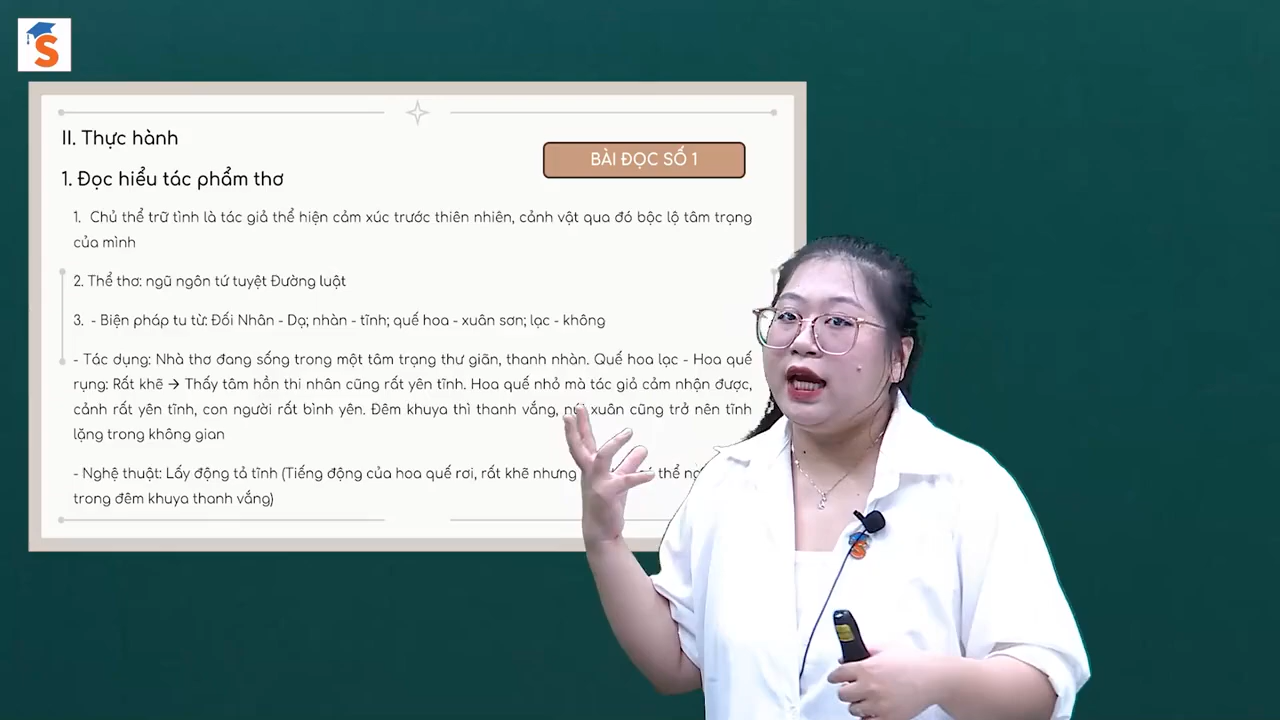 S
II. Thực hành
BÀI ĐỌC SỐ 1
1. Đọc hiểu tác phẩm thơ
1. Chủ thể trữ tình là tác giả thể hiện cảm xúc trước thiên nhiên, cảnh vật qua đó bộc lộ tâm trạng
của mình
2. Thể thơ: ngũ ngôn tứ tuyệt Đường luật
3. - Biện pháp tu từ: Đối Nhân - Dạ; nhàn - tĩnh; quế hoa - xuân sơn; lạc - không
- Tác dụng: Nhà thơ đang sống trong một tâm trạng thư giãn, thanh nhàn. Quế hoa lạc - Hoa quế
rụng: Rất khẽ → Thấy tâm hồn thi nhân cũng rất yên tĩnh. Hoa quế nhỏ mà tác giả cảm nhận được,
cảnh rất yên tĩnh, con người rất bình yên. Đêm khuya thì thanh vắng, núi xuân cũng trở nên tĩnh
lặng trong không gian
- Nghệ thuật: Lấy động tả tĩnh (Tiếng động của hoa quế rơi, rất khẽ nhưng thể
trong đêm khuya thanh vắng)
S